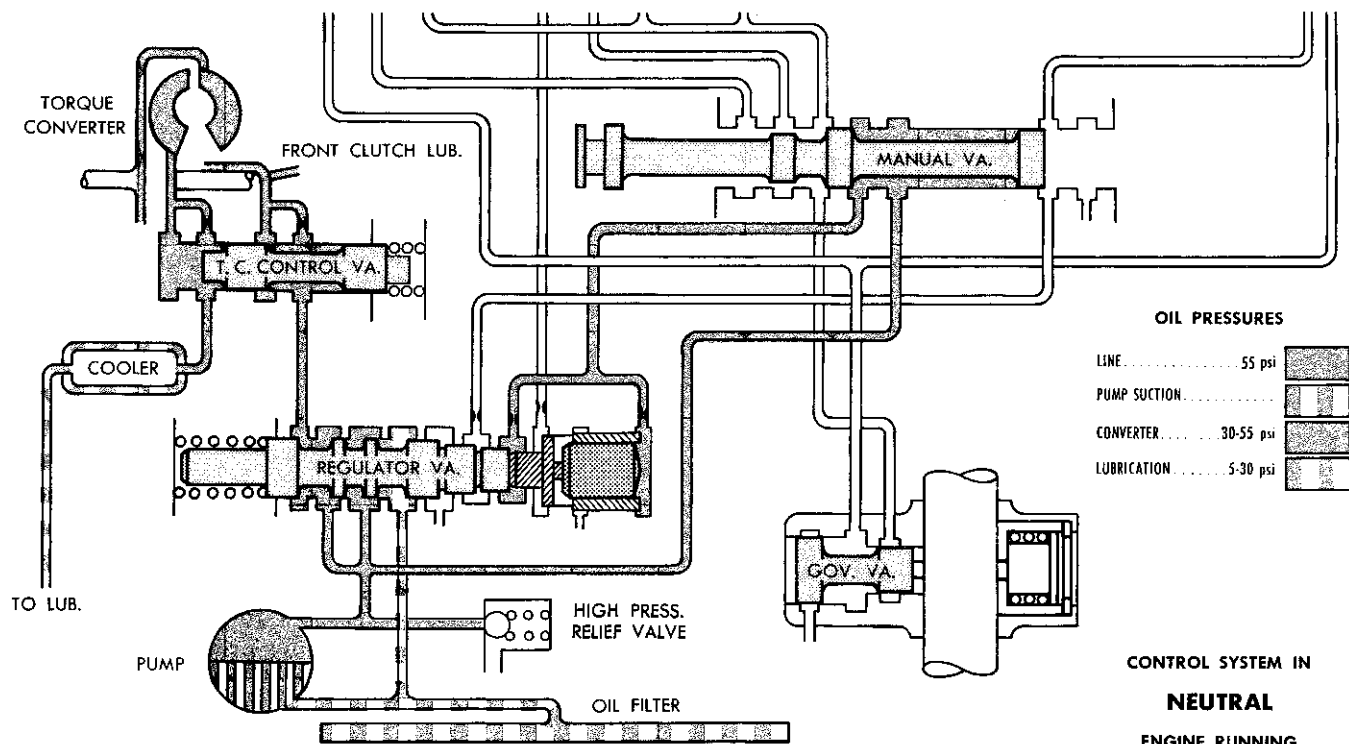 TORQUE
CONVERTER
FRONT CLUTCH LUB.
MANUAL VA.
T. C. CONTROL VA.
OIL PRESSURES
LINE............... 55 psi
COOLER
PUMP SUCTION............
CONVERTER....... 30-55 psi
LUBRICATION....... 5-30 psi
REGULATOR VA.
GOV. VA.
TO LUB.
HIGH PRESS.
RELIEF VALVE
PUMP
OIL FILTER
CONTROL SYSTEM IN
NEUTRAL
ENGINE RUNNING